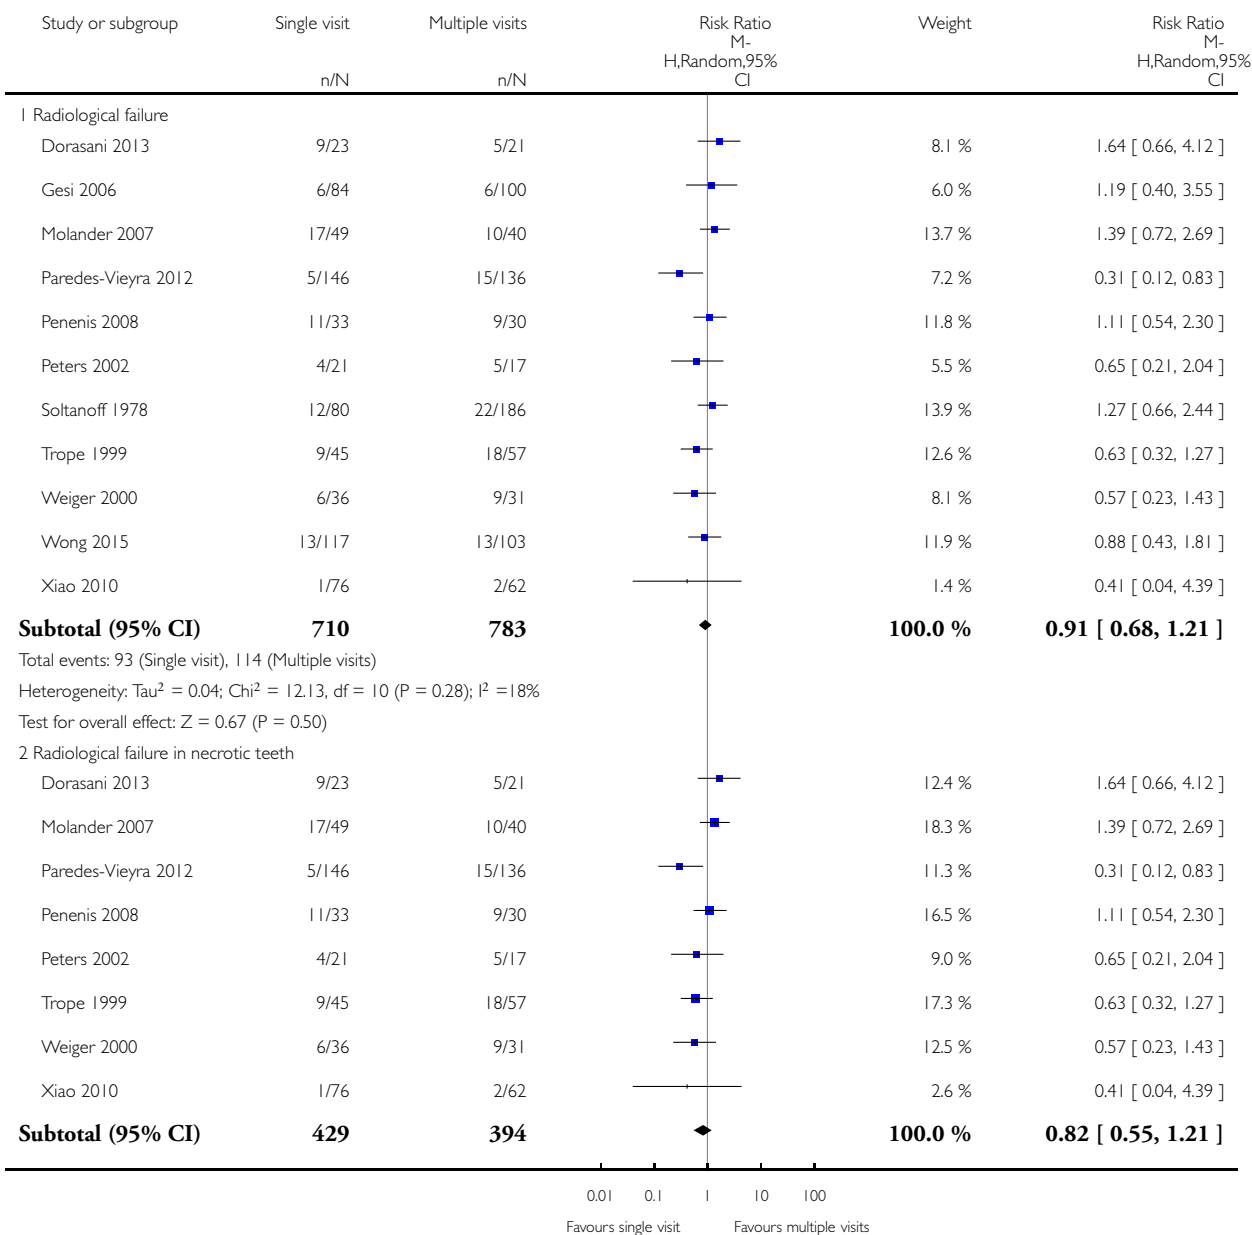 Study or subgroup Single visit Multiple visits Risk Ratio Weight Risk Ratio
n/N n/N M-H,Random,95% CI M-H,Random,95% CI
1 Radiological failure
Dorasani 2013 9/23 5/21 8.1 % 1.64 [ 0.66, 4.12 ]
Gesi 2006 6/84 6/100 6.0 % 1.19 [ 0.40, 3.55 ]
Molander 2007 17/49 10/40 13.7 % 1.39 [ 0.72, 2.69 ]
Paredes-Vieyra 2012 5/146 15/136 7.2 % 0.31 [ 0.12, 0.83 ]
Penenis 2008 11/33 9/30 11.8 % 1.11 [ 0.54, 2.30 ]
Peters 2002 4/21 5/17 5.5 % 0.65 [ 0.21, 2.04 ]
Soltanoff 1978 12/80 22/186 13.9 % 1.27 [ 0.66, 2.44 ]
Trope 1999 9/45 18/57 12.6 % 0.63 [ 0.32, 1.27 ]
Weiger 2000 6/36 9/31 8.1 % 0.57 [ 0.23, 1.43 ]
Wong 2015 13/117 13/103 11.9 % 0.88 [ 0.43, 1.81 ]
Xiao 2010 1/76 2/62 1.4 % 0.41 [ 0.04, 4.39 ]
Subtotal (95% CI) 710 783 100.0 % 0.91 [ 0.68, 1.21 ]
Total events: 93 (Single visit), 114 (Multiple visits)
Heterogeneity: Tau² = 0.04; Chi² = 12.13, df = 10 (P = 0.28); I² =18%
Test for overall effect: Z = 0.67 (P = 0.50)
2 Radiological failure in necrotic teeth
Dorasani 2013 9/23 5/21 12.4 % 1.64 [ 0.66, 4.12 ]
Molander 2007 17/49 10/40 18.3 % 1.39 [ 0.72, 2.69 ]
Paredes-Vieyra 2012 5/146 15/136 11.3 % 0.31 [ 0.12, 0.83 ]
Penenis 2008 11/33 9/30 16.5 % 1.11 [ 0.54, 2.30 ]
Peters 2002 4/21 5/17 9.0 % 0.65 [ 0.21, 2.04 ]
Trope 1999 9/45 18/57 17.3 % 0.63 [ 0.32, 1.27 ]
Weiger 2000 6/36 9/31 12.5 % 0.57 [ 0.23, 1.43 ]
Xiao 2010 1/76 2/62 2.6 % 0.41 [ 0.04, 4.39 ]
Subtotal (95% CI) 429 394 100.0 % 0.82 [ 0.55, 1.21 ]
0.01 0.1 1 10 100
Favours single visit Favours multiple visits